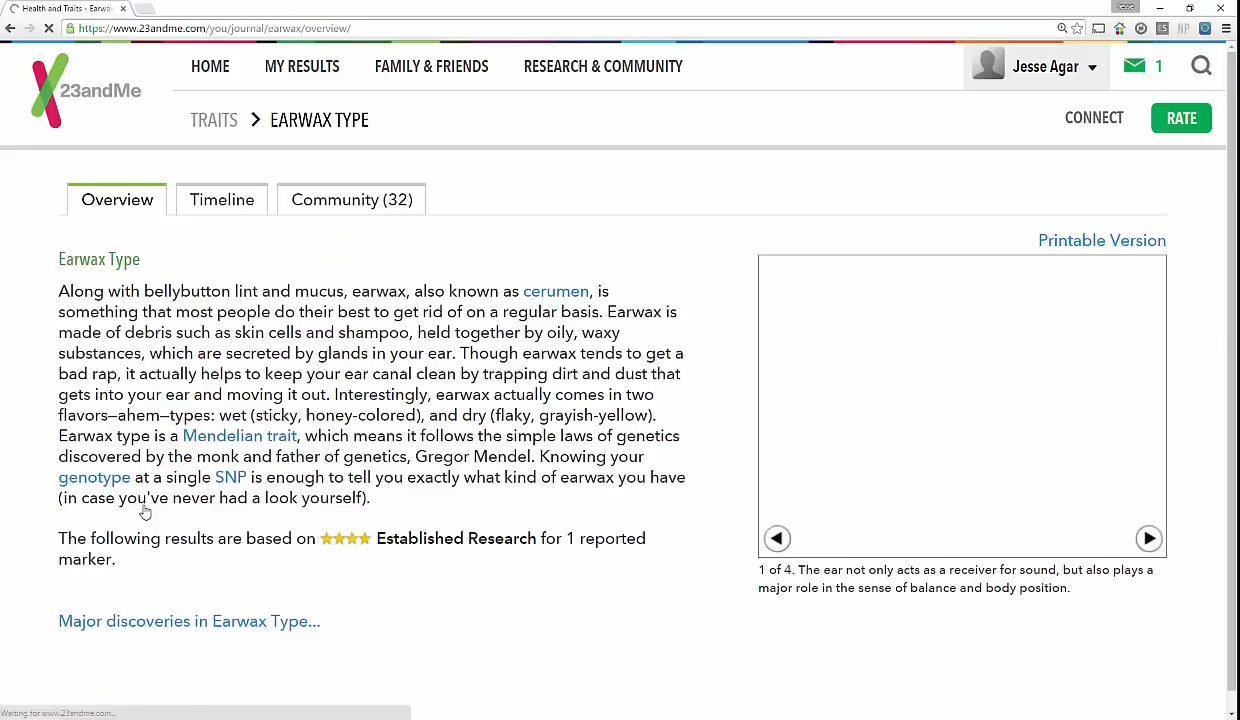 Health and Traits - Earwa
https://www.23andme.com/you/journal/earwax/overview/
HOME MY RESULTS FAMILY & FRIENDS RESEARCH & COMMUNITY
Jesse Agar
1
23andMe
TRAITS > EARWAX TYPE
CONNECT RATE
Overview Timeline Community (32)
Printable Version
Earwax Type
Along with bellybutton lint and mucus, earwax, also known as cerumen, is
something that most people do their best to get rid of on a regular basis. Earwax is
made of debris such as skin cells and shampoo, held together by oily, waxy
substances, which are secreted by glands in your ear. Though earwax tends to get a
bad rap, it actually helps to keep your ear canal clean by trapping dirt and dust that
gets into your ear and moving it out. Interestingly, earwax actually comes in two
flavors—ahem—types: wet (sticky, honey-colored), and dry (flaky, grayish-yellow).
Earwax type is a Mendelian trait, which means it follows the simple laws of genetics
discovered by the monk and father of genetics, Gregor Mendel. Knowing your
genotype at a single SNP is enough to tell you exactly what kind of earwax you have
(in case you've never had a look yourself).
The following results are based on Established Research for 1 reported
marker.
Major discoveries in Earwax Type...
1 of 4. The ear not only acts as a receiver for sound, but also plays a
major role in the sense of balance and body position.
Waiting for www.23andme.com...